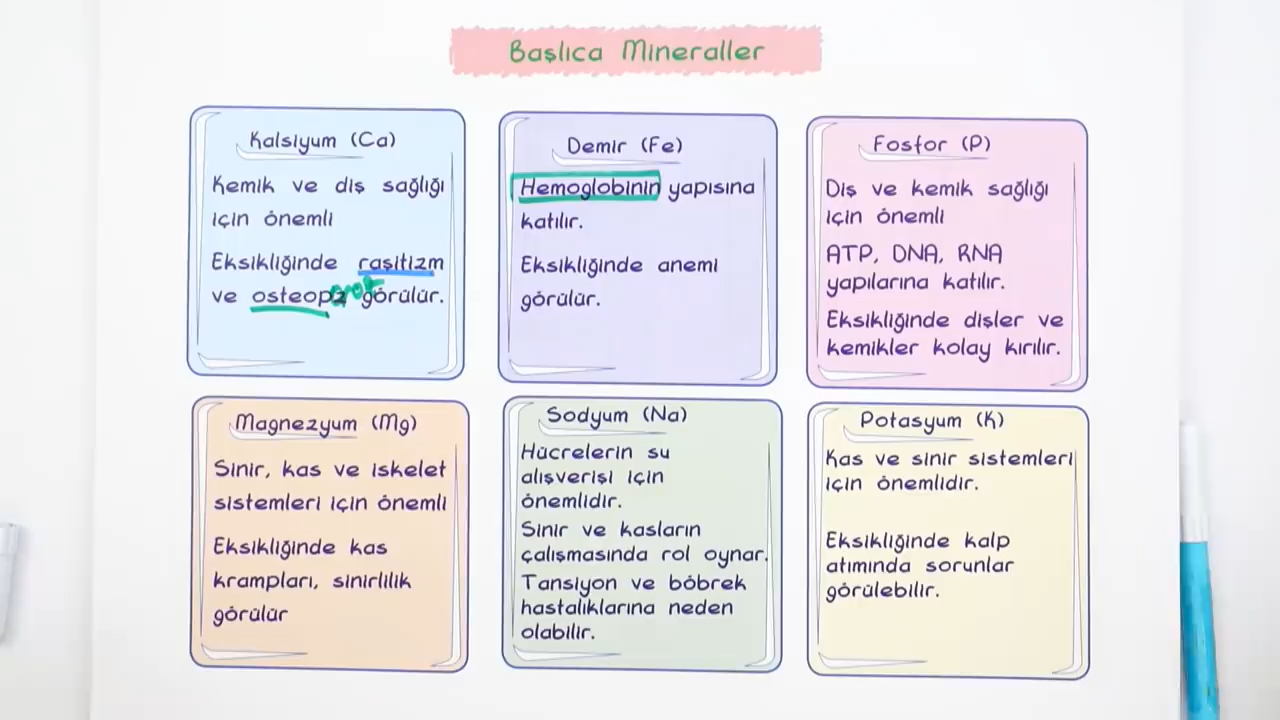 Başlıca Mineraller
Kalsiyum (Ca)
Kemik ve diş sağlığı
için önemli
Eksikliğinde raşitizm
ve görülür.
Demir (Fe)
Hemoglobinin yapısına
katılır.
Eksikliğinde anemi
görülür.
Fosfor (P)
Diş ve kemik sağlığı
için önemli
ATP, DNA, RNA
yapılarına katılır.
Eksikliğinde dişler ve
kemikler kolay kırılır.
Magnezyum (Mg)
Sinir, kas ve iskelet
sistemleri için önemli
Eksikliğinde kas
krampları, sinirlilik
görülür
Sodyum (Na)
Hücrelerin su
alışverişi için
önemlidir.
Sinir ve kasların
çalışmasında rol oynar.
Tansiyon ve böbrek
hastalıklarına neden
olabilir.
Potasyum (K)
Kas ve sinir sistemleri
için önemlidir.
Eksikliğinde kalp
atımında sorunlar
görülebilir.